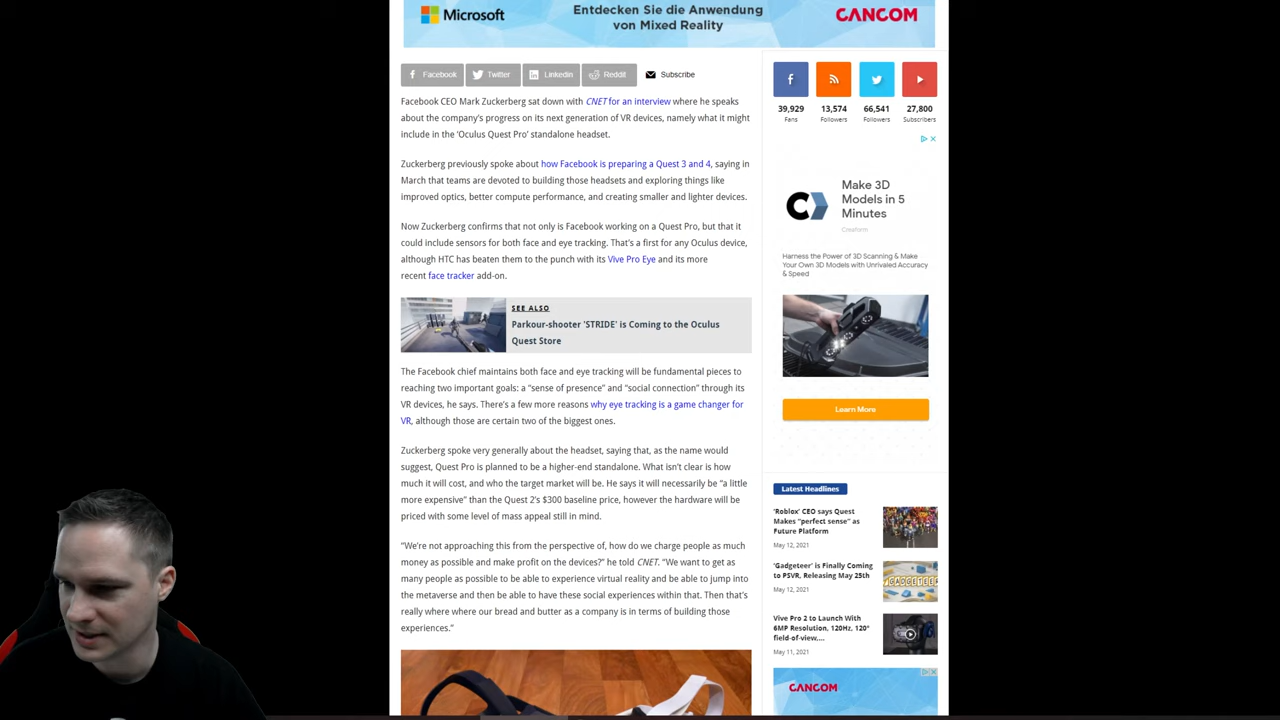 Microsoft
Entdecken Sie die Anwendung
von Mixed Reality
CANCOM
Facebook
Twitter
Linkedin
Reddit
Subscribe
Facebook CEO Mark Zuckerberg sat down with CNET for an interview where he speaks
about the company's progress on its next generation of VR devices, namely what it might
include in the 'Oculus Quest Pro' standalone headset.
Zuckerberg previously spoke about how Facebook is preparing a Quest 3 and 4, saying in
March that teams are devoted to building those headsets and exploring things like
improved optics, better compute performance, and creating smaller and lighter devices.
Now Zuckerberg confirms that not only is Facebook working on a Quest Pro, but that it
could include sensors for both face and eye tracking. That's a first for any Oculus device,
although HTC has beaten them to the punch with its Vive Pro Eye and its more
recent face tracker add-on.
SEE ALSO
Parkour-shooter 'STRIDE' is Coming to the Oculus
Quest Store
The Facebook chief maintains both face and eye tracking will be fundamental pieces to
reaching two important goals: a "sense of presence" and "social connection" through its
VR devices, he says. There's a few more reasons why eye tracking is a game changer for
VR, although those are certain two of the biggest ones.
Zuckerberg spoke very generally about the headset, saying that, as the name would
suggest, Quest Pro is planned to be a higher-end standalone. What isn't clear is how
much it will cost, and who the target market will be. He says it will necessarily be "a little
more expensive" than the Quest 2's $300 baseline price, however the hardware will be
priced with some level of mass appeal still in mind.
"We're not approaching this from the perspective of, how do we charge people as much
money as possible and make profit on the devices?" he told CNET. "We want to get as
many people as possible to be able to experience virtual reality and be able to jump into
the metaverse and then be able to have these social experiences within that. Then that's
really where where our bread and butter as a company is in terms of building those
experiences."
39,929
Fans
13,574
Followers
66,541
Followers
27,800
Subscribers
Make 3D
Models in 5
Minutes
Creaform
Harness the Power of 3D Scanning & Make
Your Own 3D Models with Unrivaled Accuracy
& Speed
Learn More
Latest Headlines
'Roblox' CEO says Quest
Makes "perfect sense" as
Future Platform
May 12, 2021
'Gadgeteer' is Finally Coming
to PSVR, Releasing May 25th
May 12, 2021
GADGETEER
Vive Pro 2 to Launch With
6MP Resolution, 120Hz, 120°
field-of-view,...
May 11, 2021
CANCOM